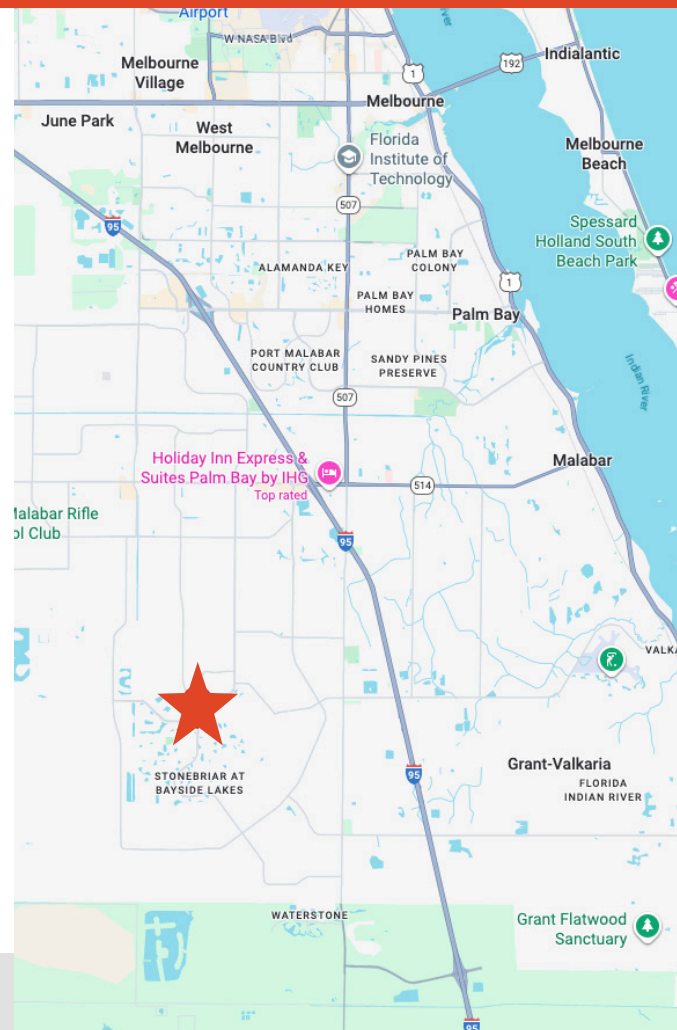 Airport
W NASA Blvd
River
Indialantic
Melbourne
Village
1
192
Melbourne
June Park
West
Melbourne
Florida
Institute of
Technology
Melbourne
Beach
507
95
Spessard
Holland South
Beach Park
ALAMANDA KEY
PALM BAY
COLONY
1
PALM BAY
HOMES
Palm Bay
PORT MALABAR
COUNTRY CLUB
SANDY PINES
PRESERVE
Indian River
507
Holiday Inn Express &
Suites Palm Bay by IHG
Top rated
Malabar
514
Malabar Rifle
ol Club
95
VALKA
Grant-Valkaria
95
STONEBRIAR AT
BAYSIDE LAKES
FLORIDA
INDIAN RIVER
WATERSTONE
Grant Flatwood
Sanctuary
95